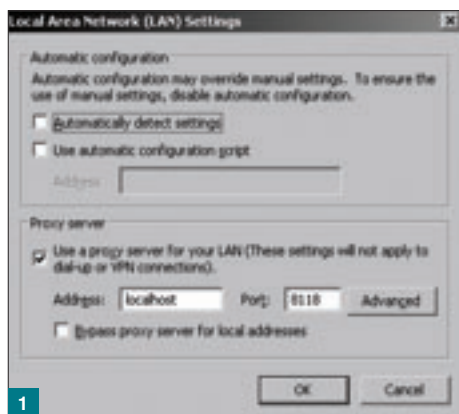 Local Area Network (LAN) Settings
Automatic configuration
Automatic configuration may override manual settings. To ensure the
use of manual settings, disable automatic configuration.
Automatically detect settings
Use automatic configuration script
Address
Proxy server
Use a proxy server for your LAN (These settings will not apply to
dial-up or VPN connections).
Address: localhost Port: 8118 Advanced
Bypass proxy server for local addresses
OK Cancel
1